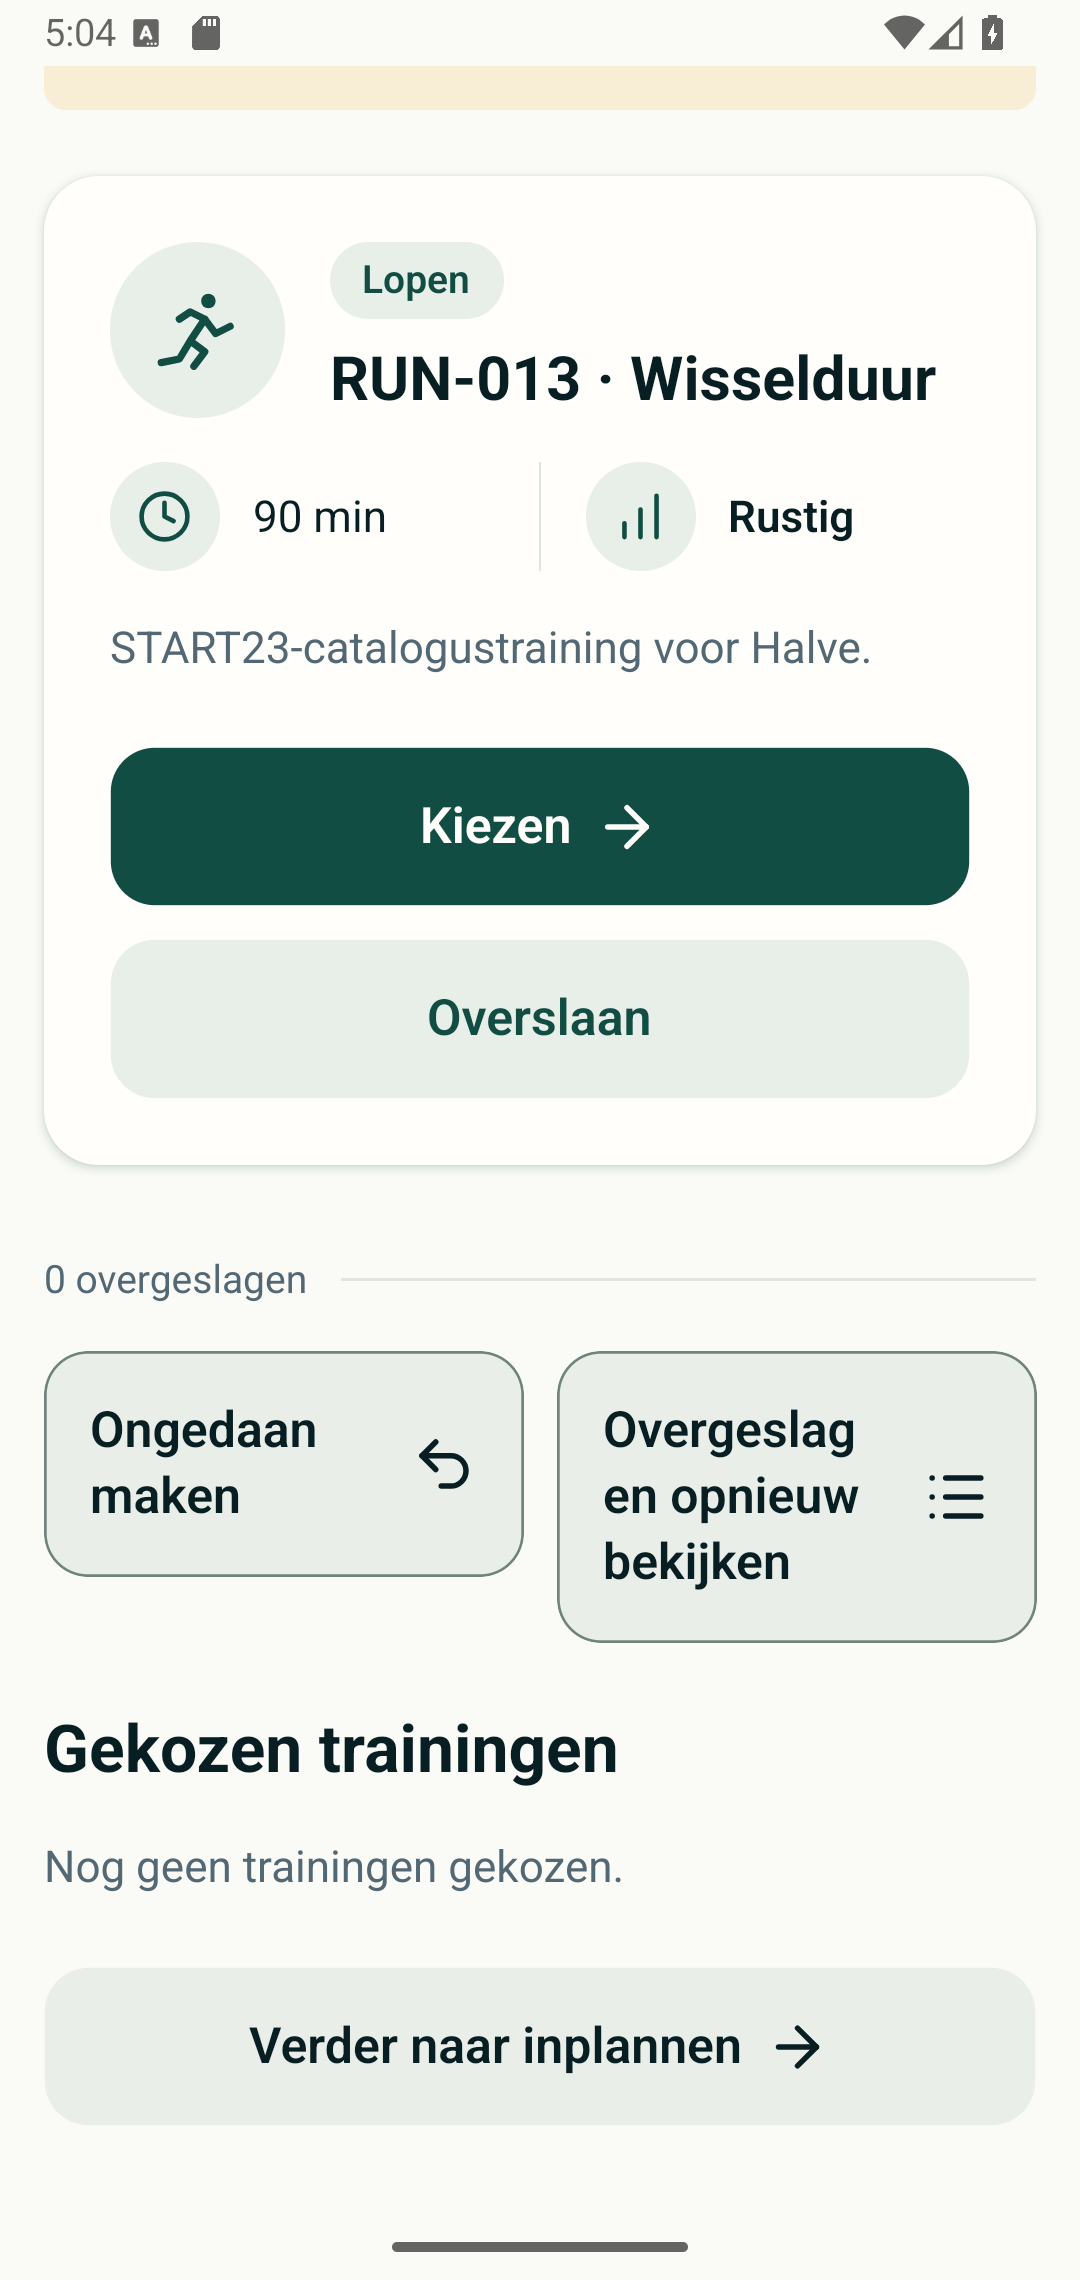 5:04
Lopen
RUN-013 · Wisselduur
90 min
Rustig
START23-catalogustraining voor Halve.
Kiezen
Overslaan
0 overgeslagen
Ongedaan
maken
Overgeslag
en opnieuw
bekijken
Gekozen trainingen
Nog geen trainingen gekozen.
Verder naar inplannen